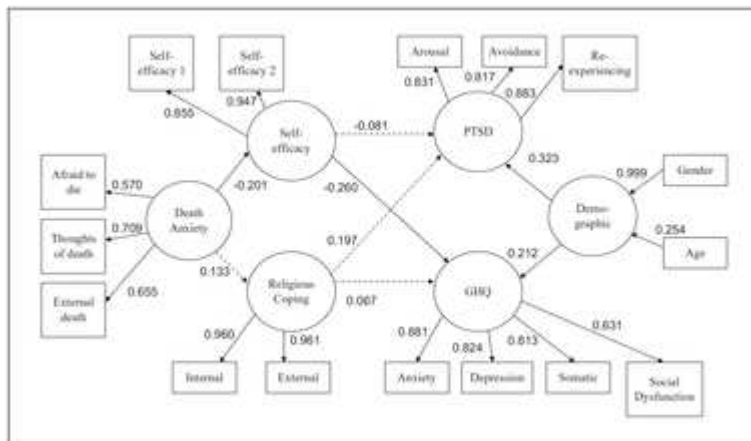 Self-
efficacy 1
Self-
efficacy 2
Arousal
Avoidance
Re-
experiencing
0.855
0.947
0.831
0.817
0.883
Self-
efficacy
-0.081
PTSD
Afraid to
die
0.570
-0.201
-0.260
0.323
0.999
Gender
Thoughts
of death
0.709
Death
Anxiety
Demo-
graphic
0.254
Age
External
death
0.655
0.133
0.197
0.212
Religious
Coping
0.007
GHQ
0.960
0.961
0.881
0.824
0.813
0.631
Internal
External
Anxiety
Depression
Somatic
Social
Dysfunction